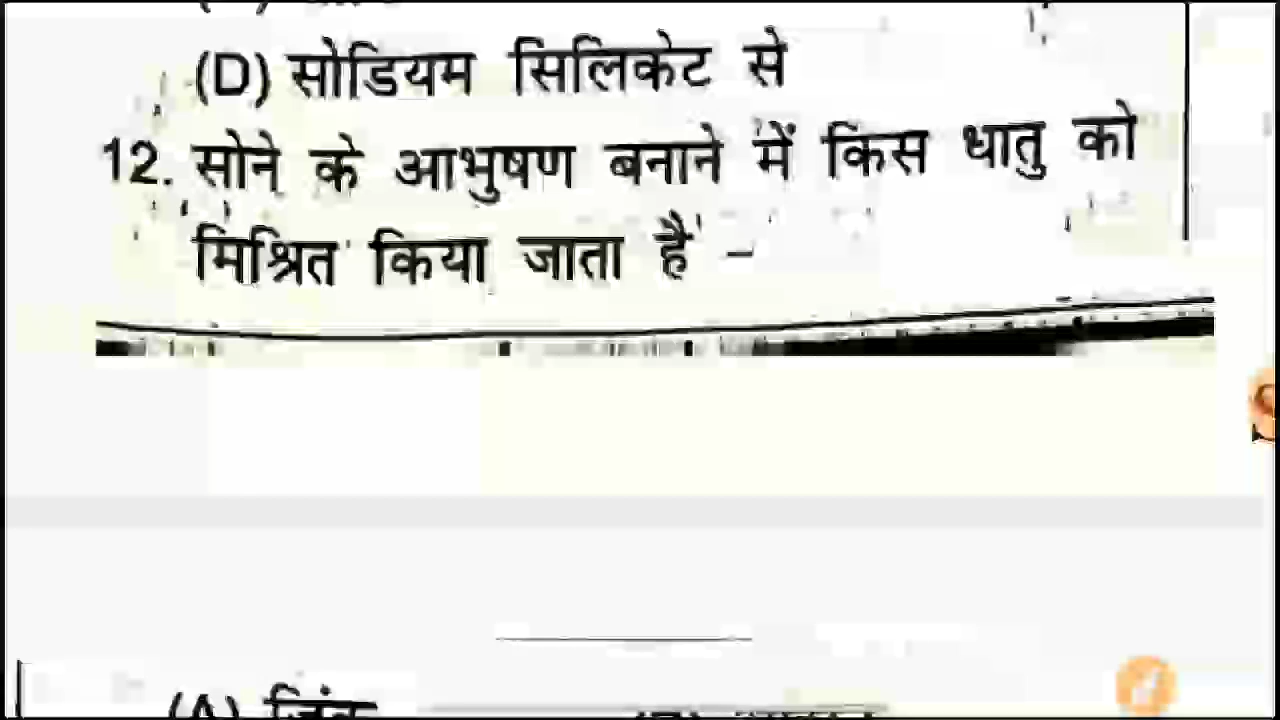 (D) सोडियम सिलिकेट से
12. सोने के आभुषण बनाने में किस धातु को
मिश्रित किया जाता है –
(A) जिंक